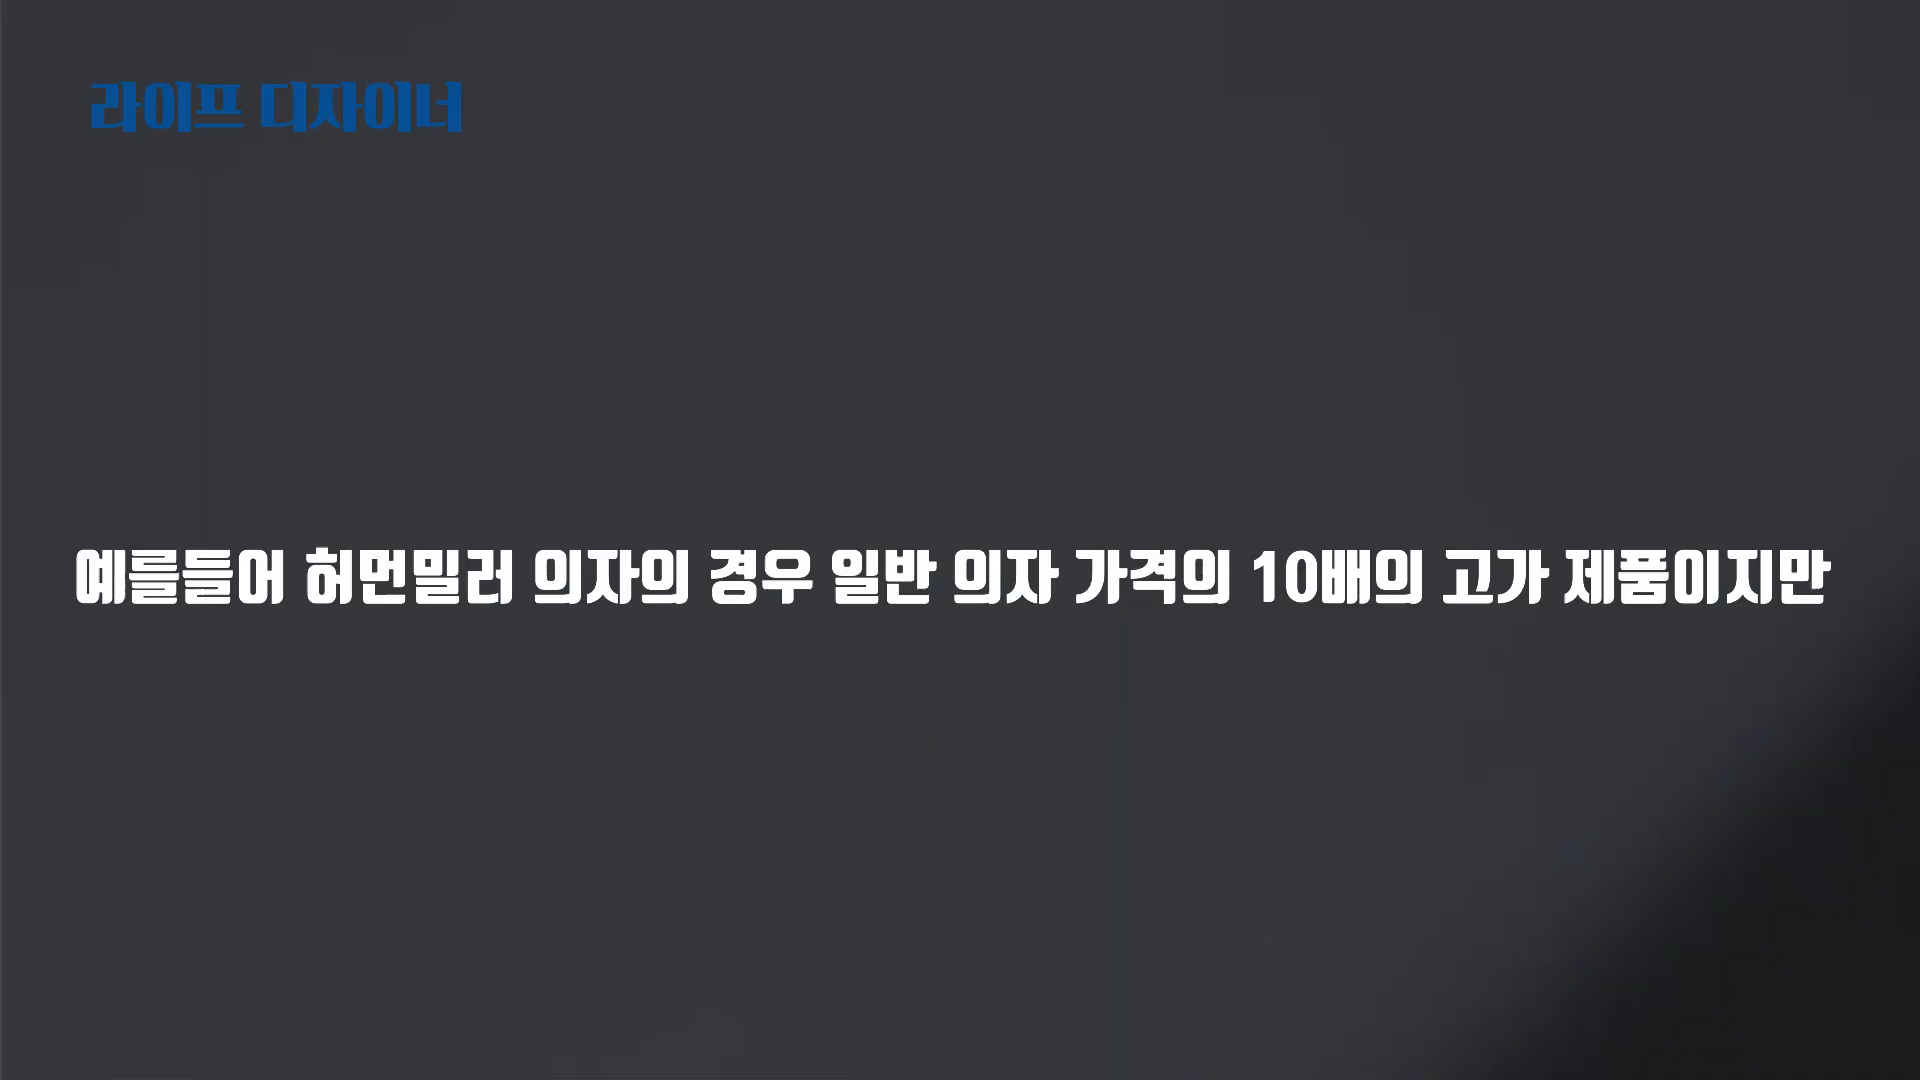 라이프 디자이너
예를들어 허먼밀러 의자의 경우 일반 의자 가격의 10배의 고가 제품이지만